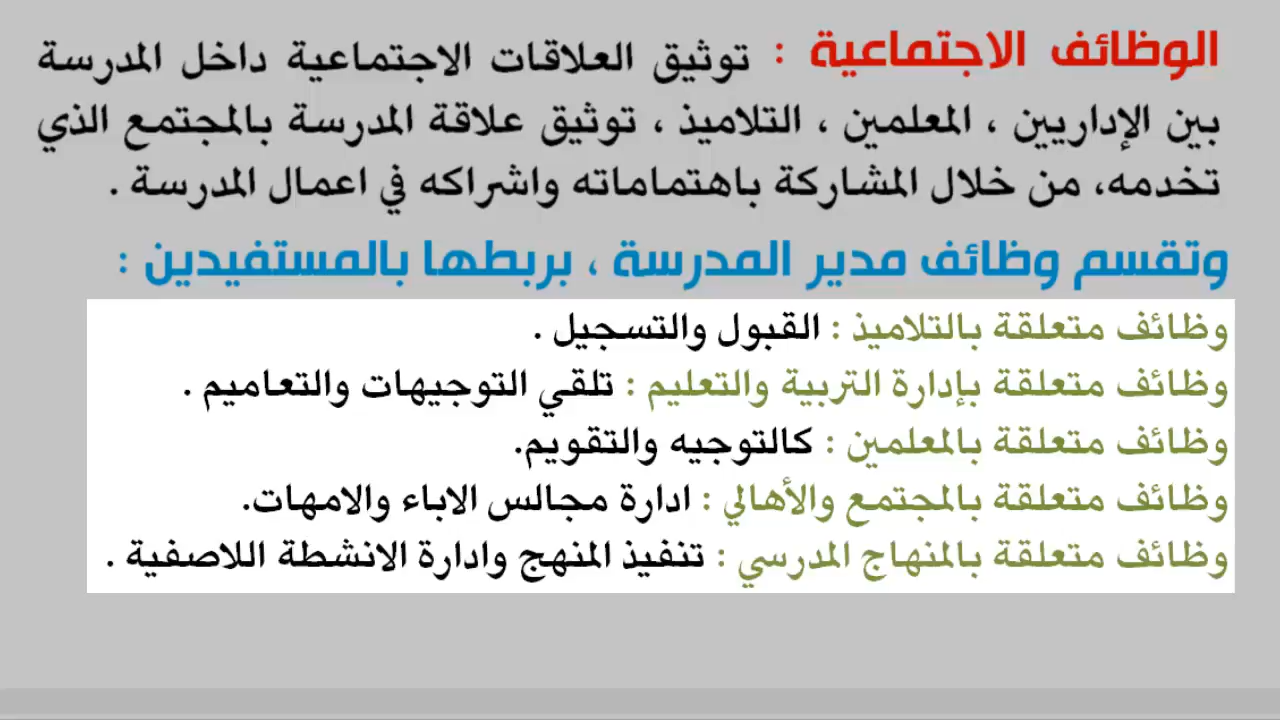 الوظائف الاجتماعية : توثيق العلاقات الاجتماعية داخل المدرسة
بين الإداريين ، المعلمين ، التلاميذ ، توثيق علاقة المدرسة بالمجتمع الذي
تخدمه، من خلال المشاركة باهتماماته واشراكه في اعمال المدرسة .
وتقسم وظائف مدير المدرسة ، بربطها بالمستفيدين :
وظائف متعلقة بالتلاميذ : القبول والتسجيل .
وظائف متعلقة بإدارة التربية والتعليم : تلقي التوجيهات والتعاميم .
وظائف متعلقة بالمعلمين : كالتوجيه والتقويم.
وظائف متعلقة بالمجتمع والأهالي : ادارة مجالس الاباء والامهات.
وظائف متعلقة بالمنهاج المدرسي : تنفيذ المنهج وادارة الانشطة اللاصفية .